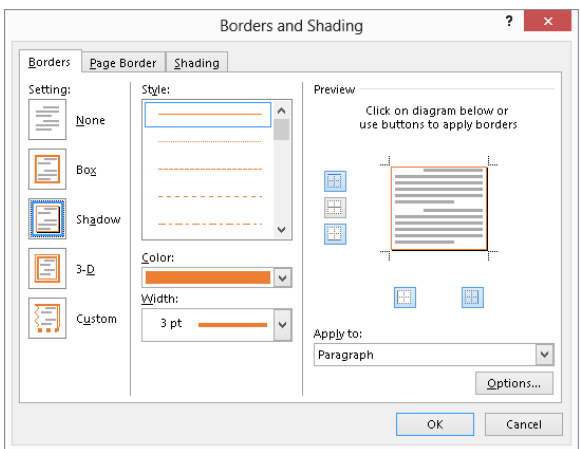 Borders and Shading
?
Borders
Page Border
Shading
Setting:
None
Box
Shadow
3-D
Custom
Style:
Color:
Width:
3 pt
Preview
Click on diagram below or
use buttons to apply borders
Apply to:
Paragraph
Options...
OK
Cancel